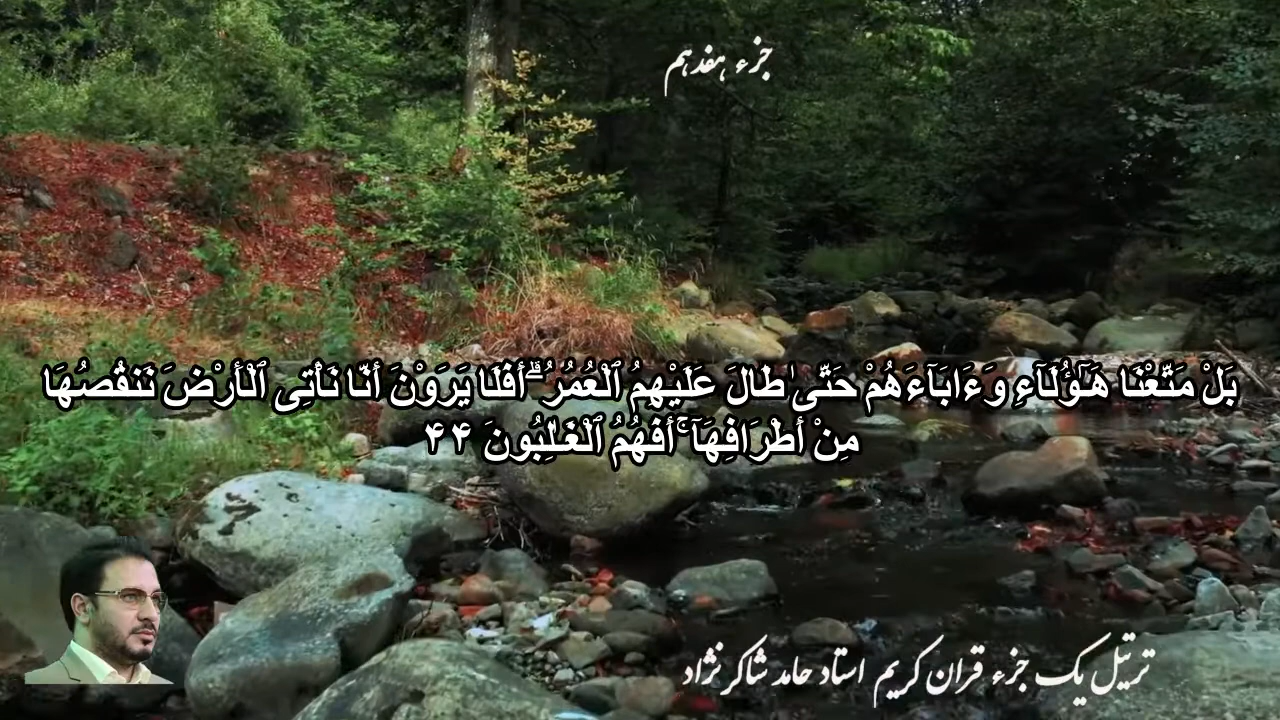 جزء هفدهم
بَلْ مَتَّعْنَا هَـٰٓؤُلَآءِ وَءَابَآءَهُمْ حَتَّىٰ طَالَ عَلَيْهِمُ ٱلْعُمُرُ ۗ أَفَلَا يَرَوْنَ أَنَّا نَأْتِى ٱلْأَرْضَ نَنقُصُهَا
مِنْ أَطْرَافِهَآ ۚ أَفَهُمُ ٱلْغَـٰلِبُونَ ۴۴
ترتیل یک جزء قران کریم استاد حامد شاکرنژاد